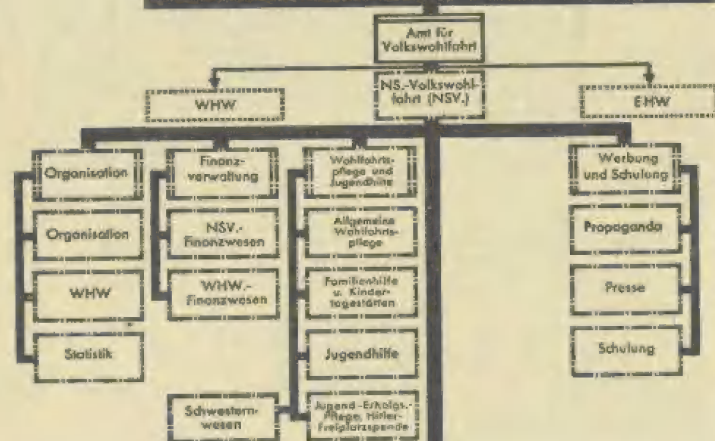 Amt für
Volkswohlfahrt
WHW
NS.-Volkswohl-
fahrt (NSV.)
EHW
Organisation
Finanz-
verwaltung
Wohlfahrts-
pflege und
Jugendhilfe
Werbung
und Schulung
Organisation
NSV.-
Finanzwesen
Allgemeine
Wohlfahrts-
pflege
Propaganda
WHW
WHW.-
Finanzwesen
Familienhilfe
u. Kinder-
tagestätten
Presse
Statistik
Jugendhilfe
Schulung
Schwestern-
wesen
Jugend-Erholgs.-
Pflege, Hitler-
freiplatzspende